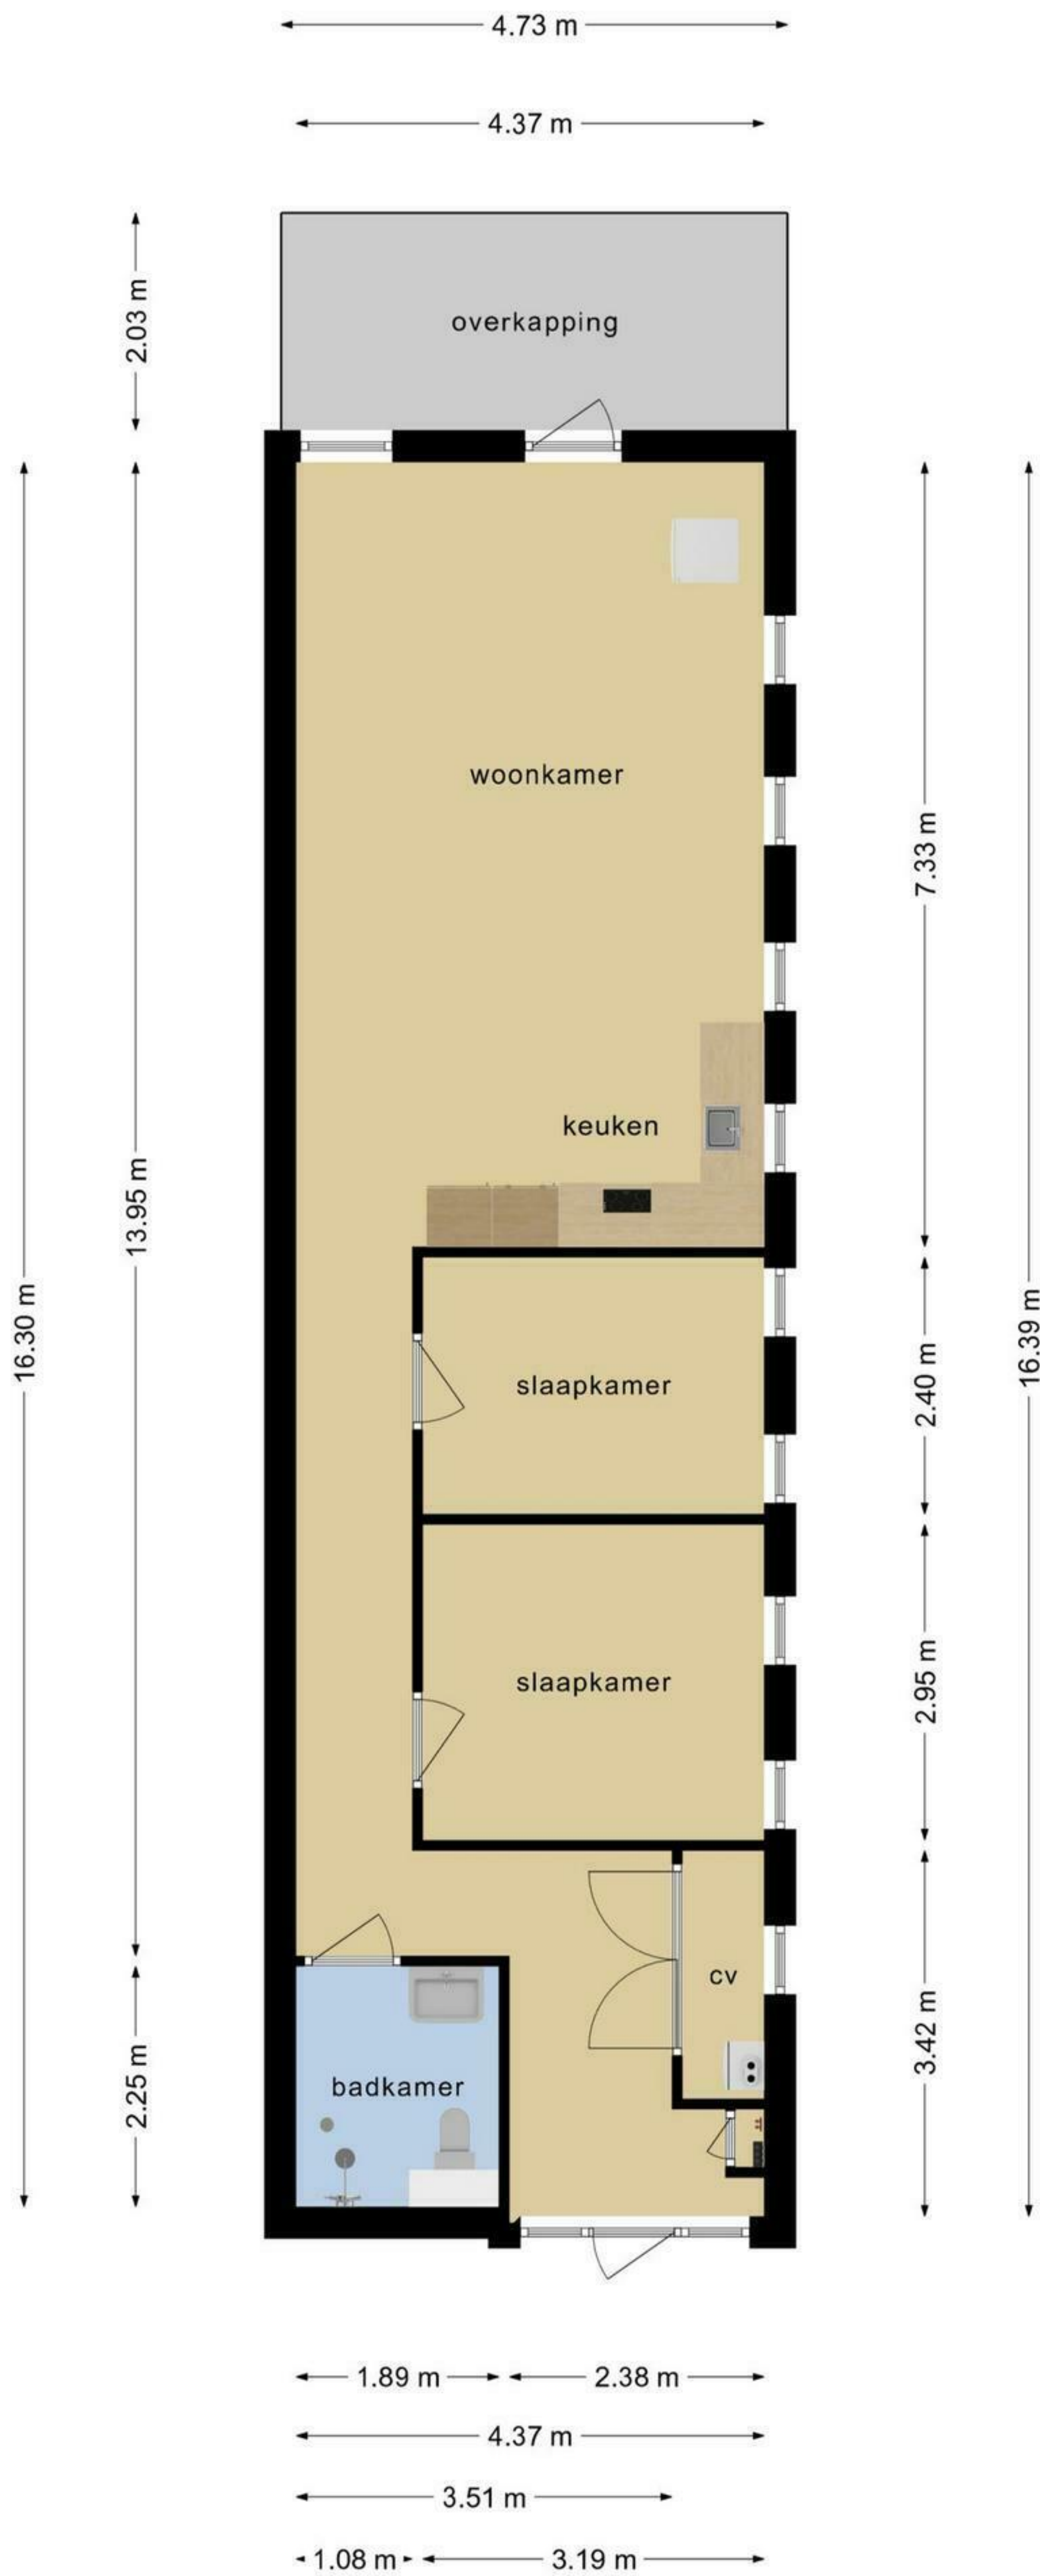 4.73 m
4.37 m
2.03 m
overkapping
woonkamer
7.33 m
keuken
13.95 m
16.30 m
16.39 m
2.40 m
slaapkamer
slaapkamer
2.95 m
cv
3.42 m
badkamer
2.25 m
1.89 m
2.38 m
4.37 m
3.51 m
1.08 m
3.19 m